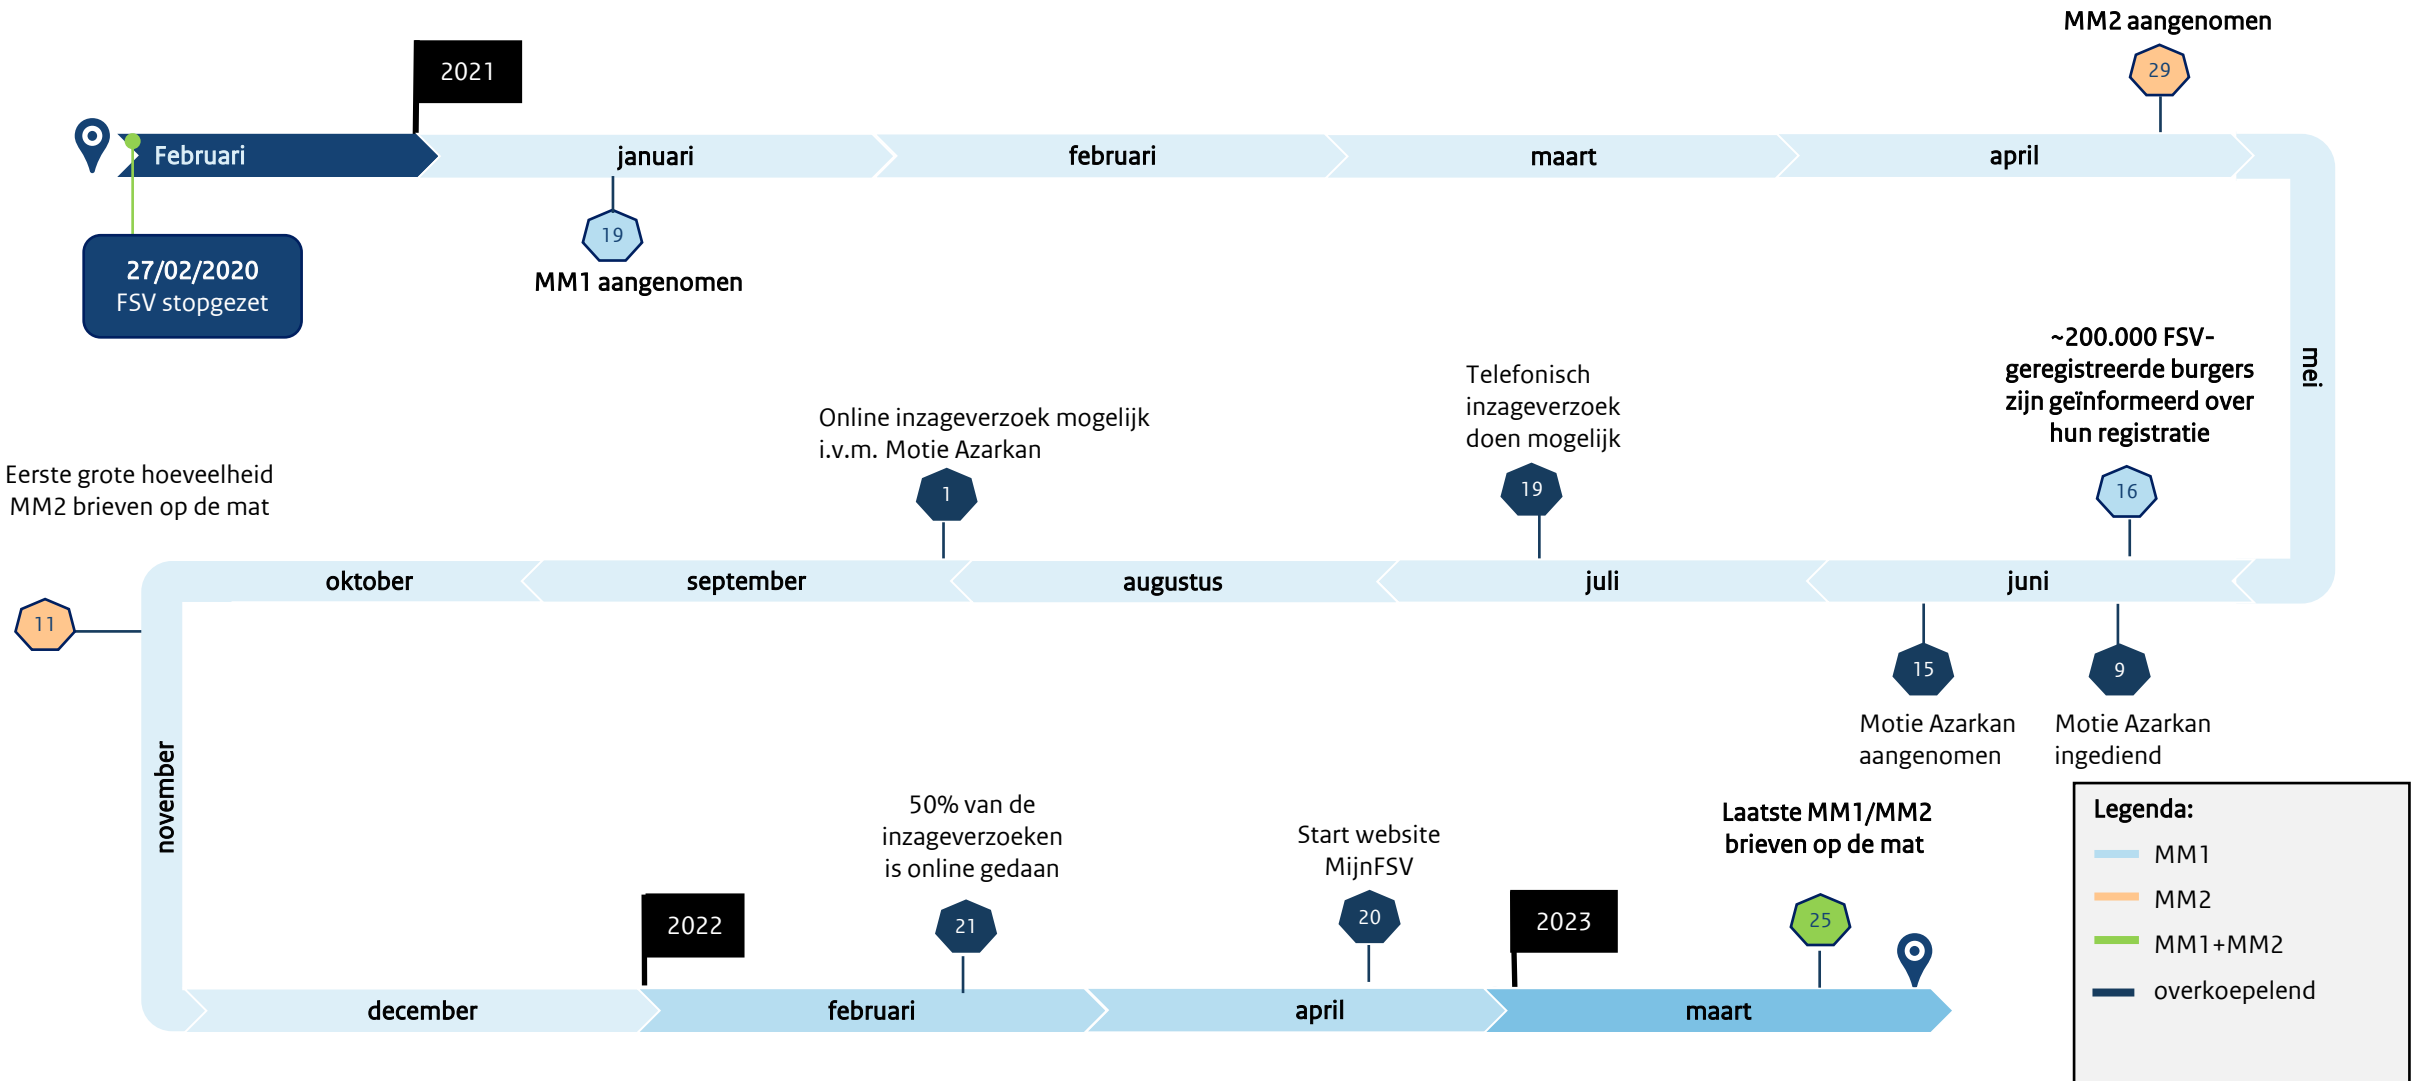 MM2 aangenomen
2021
29
Februari
januari
februari
maart
april
19
27/02/2020
FSV stopgezet
MM1 aangenomen
mei
~200.000 FSV-
geregistreerde burgers
zijn geïnformeerd over
hun registratie
Telefonisch
inzageverzoek
doen mogelijk
Online inzageverzoek mogelijk
i.v.m. Motie Azarkan
Eerste grote hoeveelheid
MM2 brieven op de mat
1
19
16
oktober
september
augustus
juli
juni
11
15
9
Motie Azarkan
aangenomen
Motie Azarkan
ingediend
november
50% van de
inzageverzoeken
is online gedaan
Start website
MijnFSV
Laatste MM1/MM2
brieven op de mat
2022
21
20
2023
25
december
februari
april
maart
Legenda:
MM1
MM2
MM1+MM2
overkoepelend